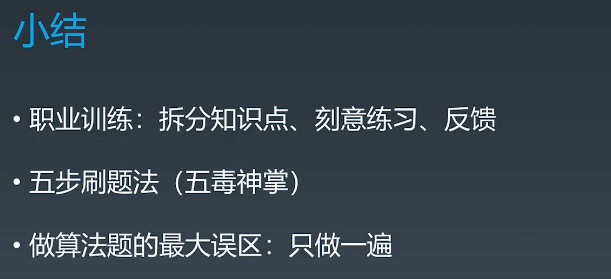 小结
• 职业训练：拆分知识点、刻意练习、反馈
• 五步刷题法（五毒神掌）
• 做算法题的最大误区：只做一遍